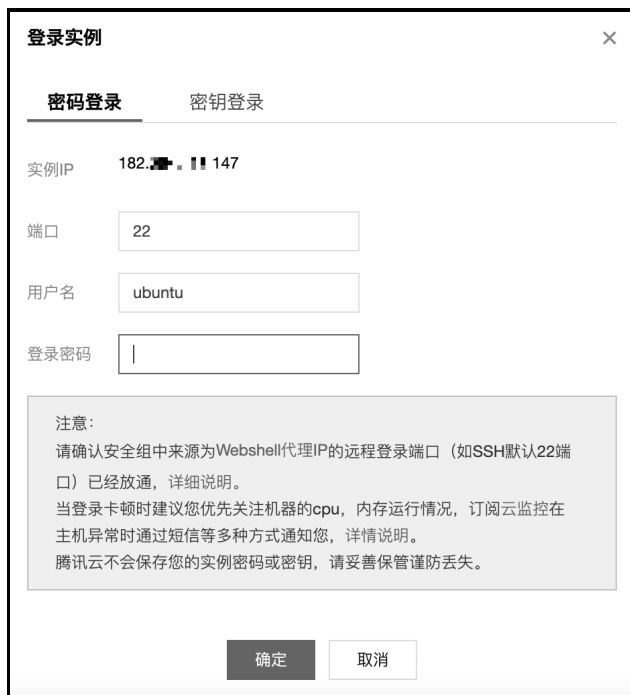 登录实例
密码登录 密钥登录
实例IP 182. . 147
端口 22
用户名 ubuntu
登录密码
注意：
请确认安全组中来源为Webshell代理IP的远程登录端口（如SSH默认22端
口）已经放通，详细说明。
当登录卡顿时建议您优先关注机器的cpu，内存运行情况，订阅云监控在
主机异常时通过短信等多种方式通知您，详情说明。
腾讯云不会保存您的实例密码或密钥，请妥善保管谨防丢失。
确定 取消